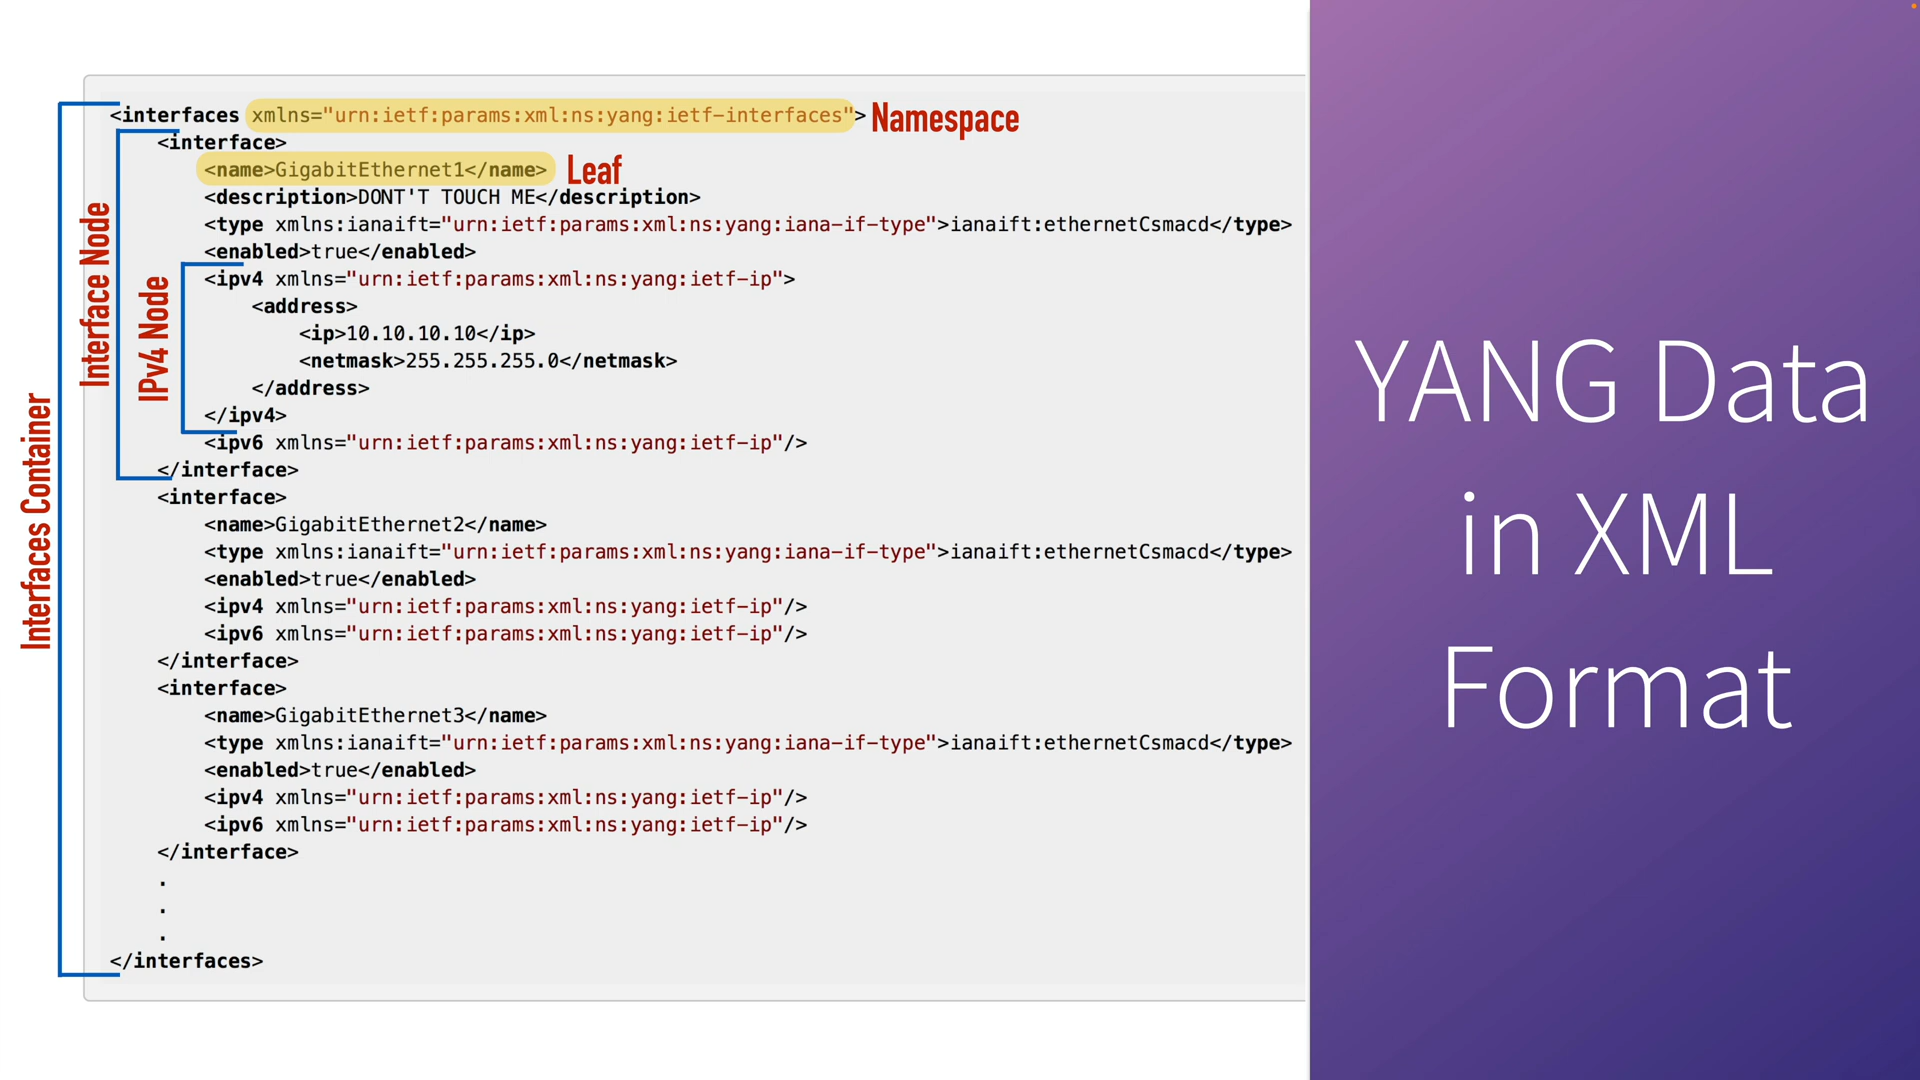 <interfaces xmlns="urn:ietf:params:xml:ns:yang:ietf-interfaces"> Namespace
<interface>
<name>GigabitEthernet1</name> Leaf
<description>DONT'T TOUCH ME</description>
<type xmlns:ianaift="urn:ietf:params:xml:ns:yang:iana-if-type">ianaift:ethernetCsmacd</type>
<enabled>true</enabled>
<ipv4 xmlns="urn:ietf:params:xml:ns:yang:ietf-ip">
<address>
<ip>10.10.10.10</ip>
<netmask>255.255.255.0</netmask>
</address>
</ipv4>
<ipv6 xmlns="urn:ietf:params:xml:ns:yang:ietf-ip"/>
</interface>
<interface>
<name>GigabitEthernet2</name>
<type xmlns:ianaift="urn:ietf:params:xml:ns:yang:iana-if-type">ianaift:ethernetCsmacd</type>
<enabled>true</enabled>
<ipv4 xmlns="urn:ietf:params:xml:ns:yang:ietf-ip"/>
<ipv6 xmlns="urn:ietf:params:xml:ns:yang:ietf-ip"/>
</interface>
<interface>
<name>GigabitEthernet3</name>
<type xmlns:ianaift="urn:ietf:params:xml:ns:yang:iana-if-type">ianaift:ethernetCsmacd</type>
<enabled>true</enabled>
<ipv4 xmlns="urn:ietf:params:xml:ns:yang:ietf-ip"/>
<ipv6 xmlns="urn:ietf:params:xml:ns:yang:ietf-ip"/>
</interface>
.
.
.
</interfaces>
Interfaces Container
Interface Node
IPv4 Node
YANG Data
in XML
Format